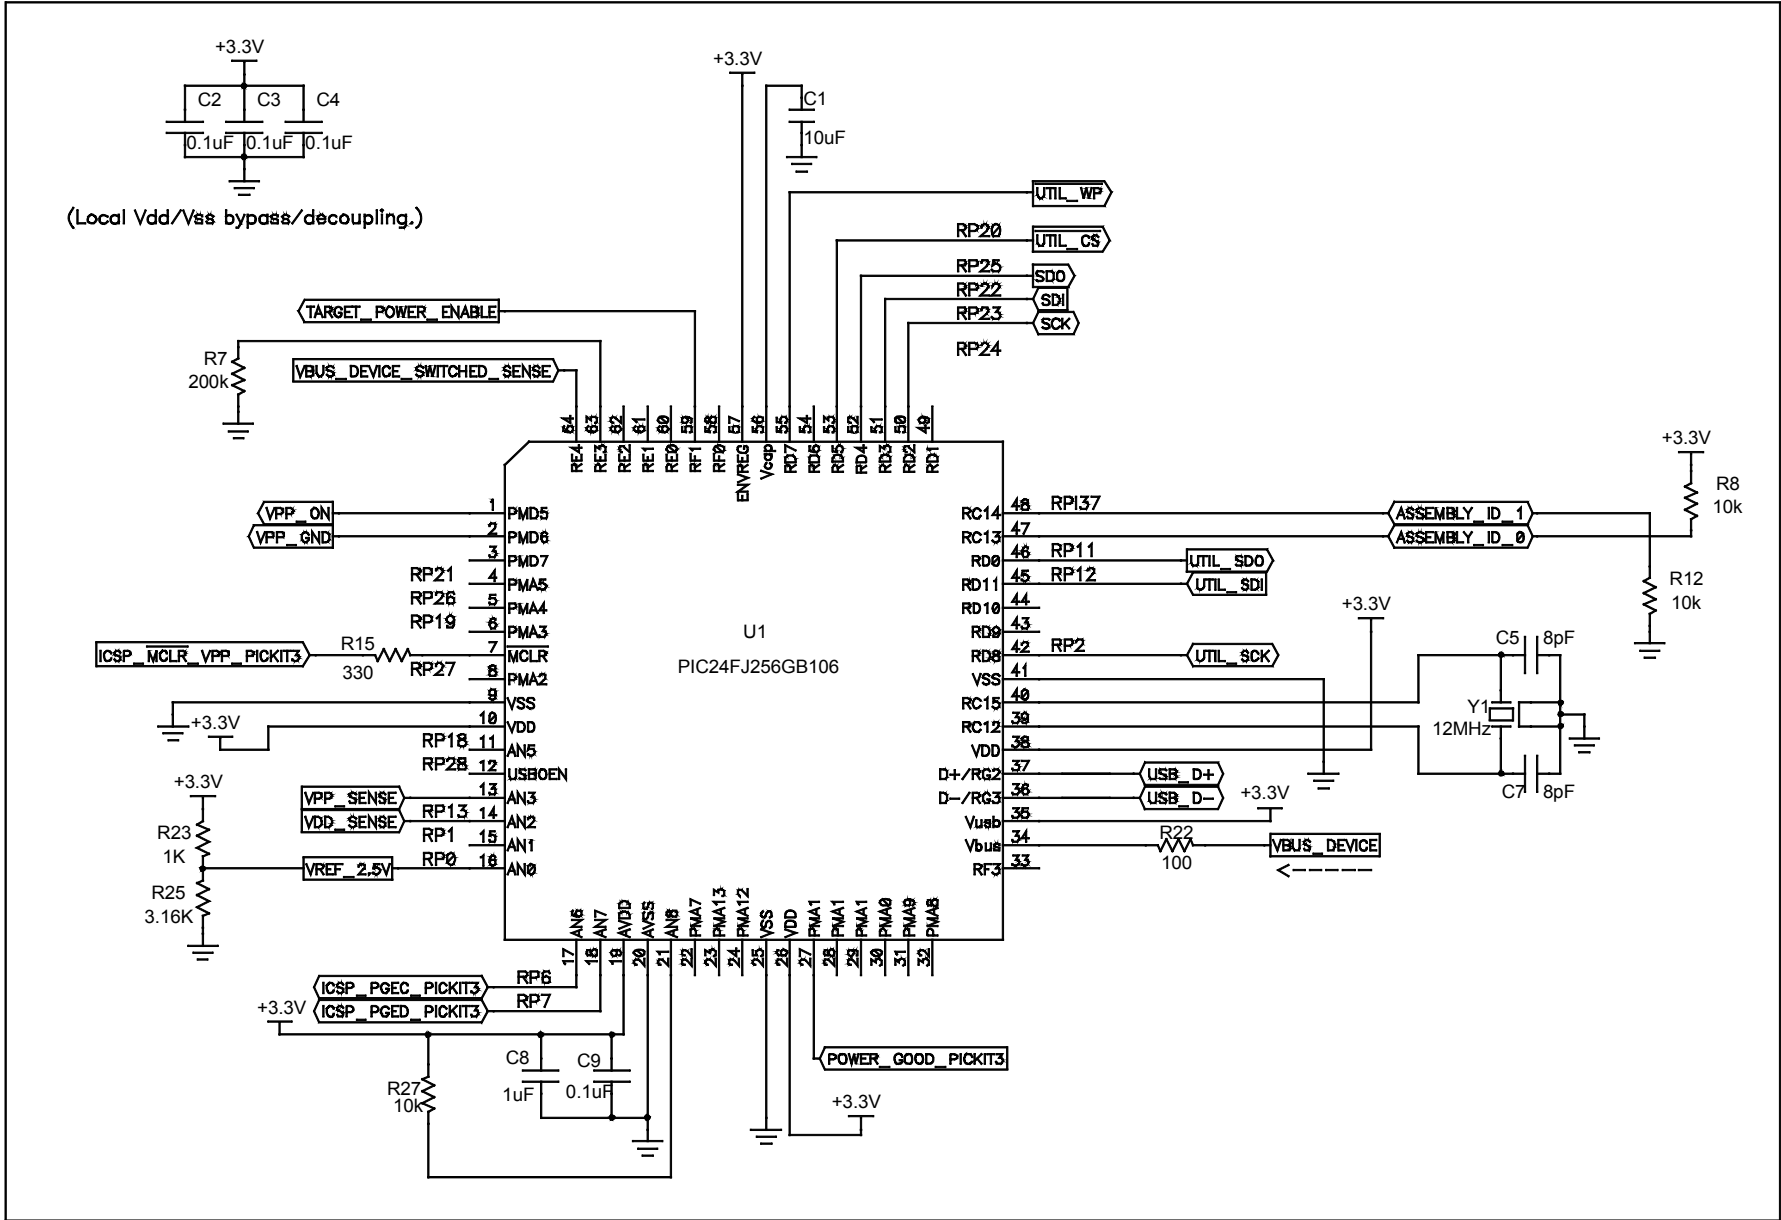 +3.3V
C2
C3
C4
0.1uF
0.1uF
0.1uF
(Local Vdd/Vss bypass/decoupling.)
+3.3V
C1
10uF
UTIL_WP
RP20
UTIL_CS
RP25
SDO
RP22
SDI
RP23
SCK
RP24
TARGET_POWER_ENABLE
R7
200k
VBUS_DEVICE_SWITCHED_SENSE
64 63 62 61 60 59 58 57 56 55 54 53 52 51 50 49
RE4 RE3 RE2 RE1 RE0 RF1 RF0 ENVREG Vcap RD7 RD6 RD5 RD4 RD3 RD2 RD1
VPP_ON
1 PMD5
VPP_GND
2 PMD6
3 PMD7
RP21 4 PMA5
RP26 5 PMA4
RP19 6 PMA3
ICSP_MCLR_VPP_PICKIT3
R15
330
7 MCLR
RP27 8 PMA2
9 VSS
+3.3V
10 VDD
RP18 11 AN5
RP28 12 USBOEN
+3.3V
VPP_SENSE
13 AN3
VDD_SENSE
RP13 14 AN2
R23
1K
RP1 15 AN1
VREF_2.5V
RP0 16 AN0
R25
3.16K
U1
PIC24FJ256GB106
RC14 48 RPI37
ASSEMBLY_ID_1
RC13 47
ASSEMBLY_ID_0
+3.3V
R8
10k
RD0 46 RP11
UTIL_SDO
RD11 45 RP12
UTIL_SDI
R12
10k
RD10 44
RD9 43
+3.3V
RD8 42 RP2
UTIL_SCK
VSS 41
RC15 40
RC12 39
VDD 38
C5
8pF
Y1
12MHz
C7
8pF
D+/RG2 37
USB_D+
D-/RG3 36
USB_D-
Vusb 35
+3.3V
Vbus 34
R22
100
VBUS_DEVICE
RF3 33
AN6 AN7 AVDD AVSS AN8 PMA7 PMA13 PMA12 VSS VDD PMA1 PMA1 PMA1 PMA0 PMA9 PMA8
17 18 19 20 21 22 23 24 25 26 27 28 29 30 31 32
ICSP_PGEC_PICKIT3
RP6
ICSP_PGED_PICKIT3
RP7
+3.3V
C8
1uF
C9
0.1uF
R27
10k
POWER_GOOD_PICKIT3
+3.3V